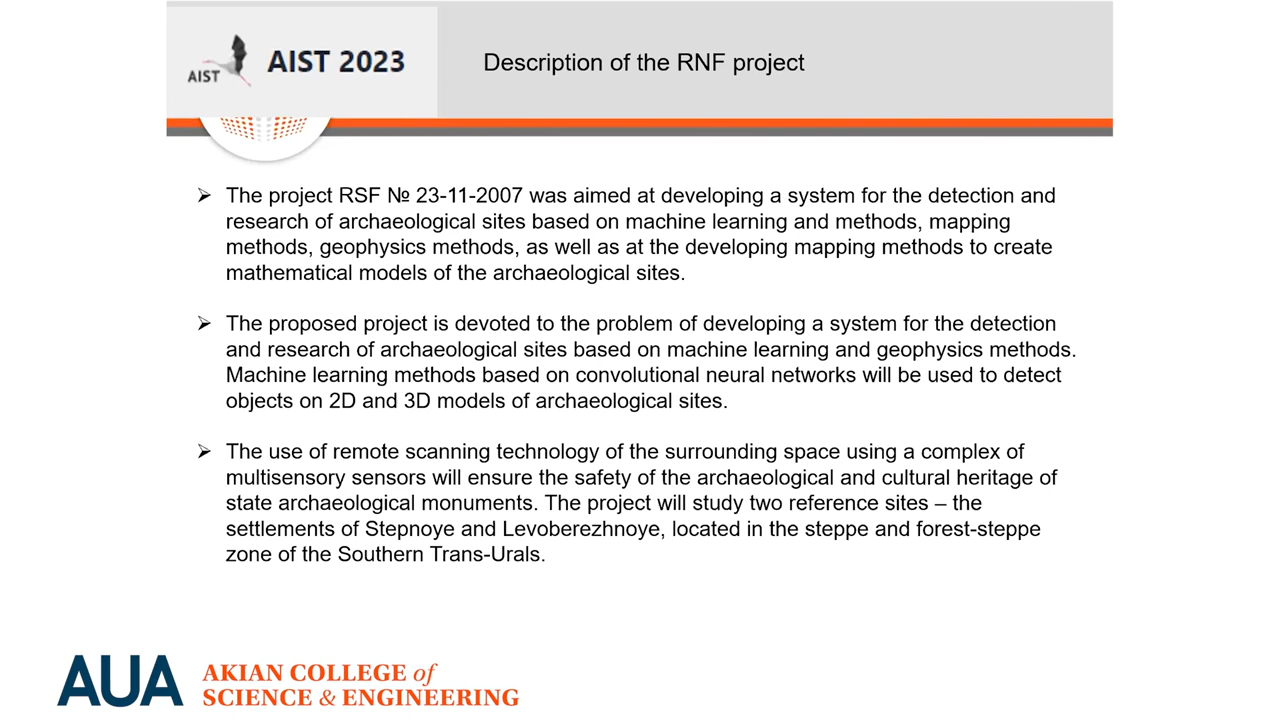 AIST
AIST 2023
Description of the RNF project
➢ The project RSF № 23-11-2007 was aimed at developing a system for the detection and
research of archaeological sites based on machine learning and methods, mapping
methods, geophysics methods, as well as at the developing mapping methods to create
mathematical models of the archaeological sites.
➢ The proposed project is devoted to the problem of developing a system for the detection
and research of archaeological sites based on machine learning and geophysics methods.
Machine learning methods based on convolutional neural networks will be used to detect
objects on 2D and 3D models of archaeological sites.
➢ The use of remote scanning technology of the surrounding space using a complex of
multisensory sensors will ensure the safety of the archaeological and cultural heritage of
state archaeological monuments. The project will study two reference sites – the
settlements of Stepnoye and Levoberezhnoye, located in the steppe and forest-steppe
zone of the Southern Trans-Urals.
AUA
AKIAN COLLEGE of
SCIENCE & ENGINEERING